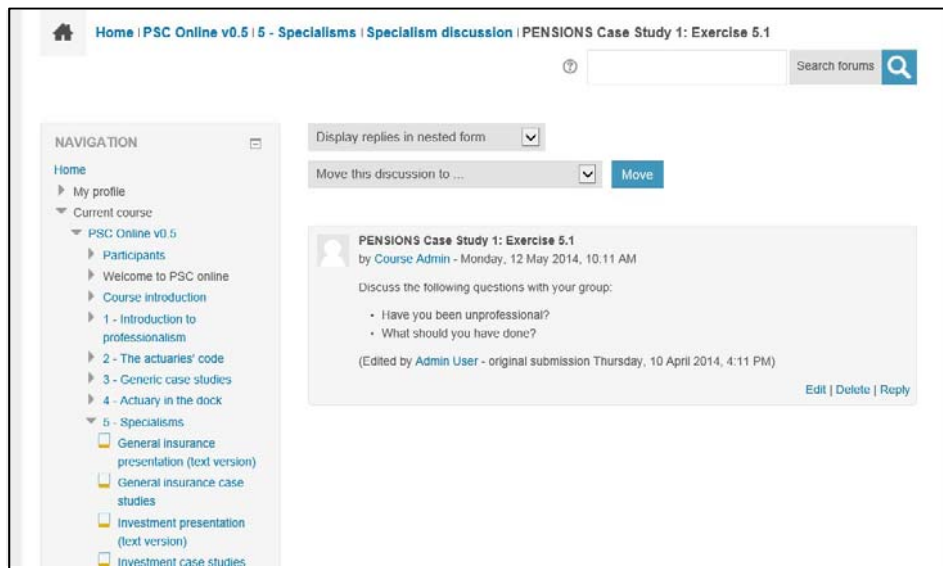 Home | PSC Online v0.5 | 5 - Specialisms | Specialism discussion | PENSIONS Case Study 1: Exercise 5.1
Search forums
NAVIGATION
Home
My profile
Current course
PSC Online v0.5
Participants
Welcome to PSC online
Course introduction
1 - Introduction to
professionalism
2 - The actuaries' code
3 - Generic case studies
4 - Actuary in the dock
5 - Specialisms
General insurance
presentation (text version)
General insurance case
studies
Investment presentation
(text version)
Investment case studies
Display replies in nested form
Move this discussion to ...
Move
PENSIONS Case Study 1: Exercise 5.1
by Course Admin - Monday, 12 May 2014, 10.11 AM
Discuss the following questions with your group:
• Have you been unprofessional?
• What should you have done?
(Edited by Admin User - original submission Thursday, 10 April 2014, 4:11 PM)
Edit | Delete | Reply